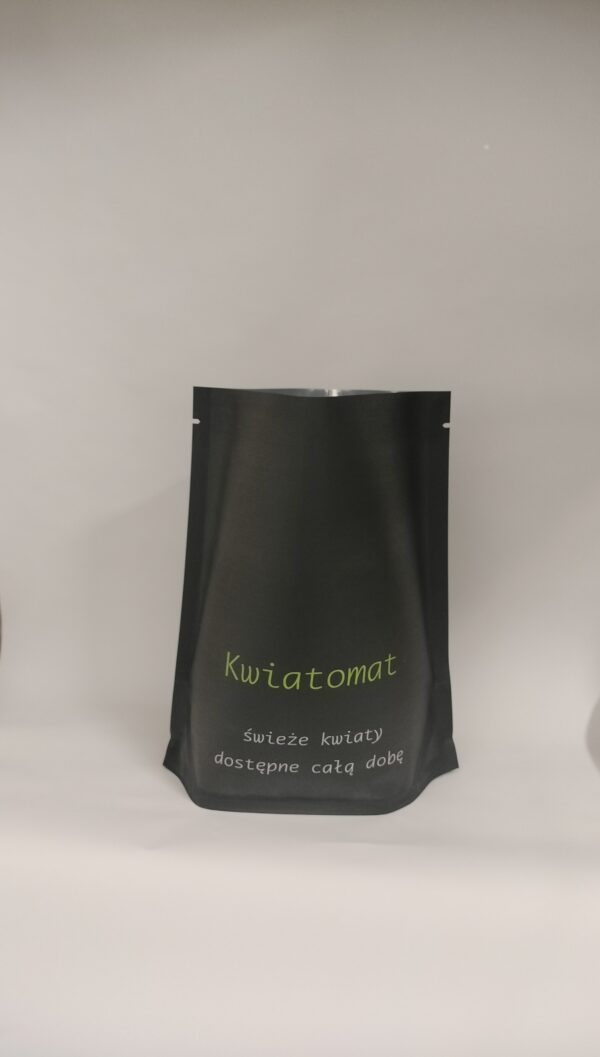 Kwiatomat
świeże kwiaty
dostępne całą dobę